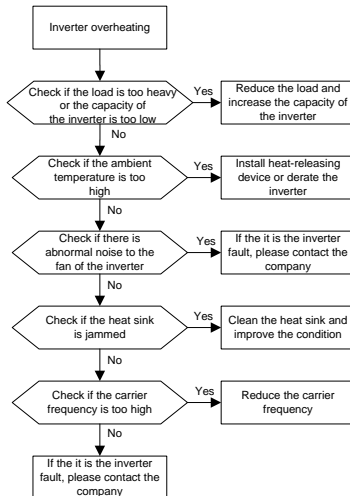 Inverter overheating
Check if the load is too heavy
or the capacity of
the inverter is too low
Yes
Reduce the load and
increase the capacity of
the inverter
No
Check if the ambient
temperature is too
high
Yes
Install heat-releasing
device or derate the
inverter
No
Check if there is
abnormal noise to the
fan of the inverter
Yes
If the it is the inverter
fault, please contact the
company
No
Check if the heat sink
is jammed
Yes
Clean the heat sink and
improve the condition
No
Check if the carrier
frequency is too high
Yes
Reduce the carrier
frequency
No
If the it is the inverter
fault, please contact the
company